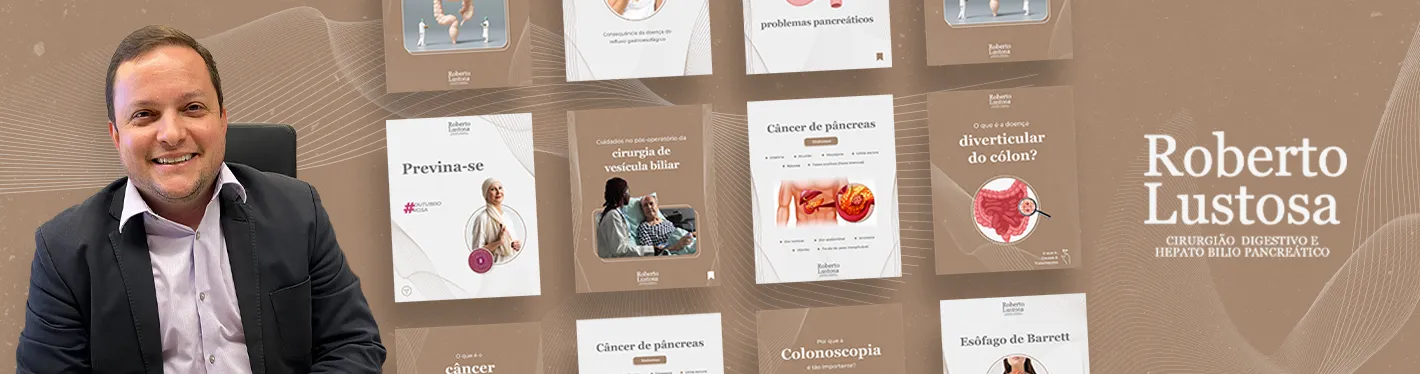 Roberto
Lustosa
Consequência da doença do
refluxo gastroesofágico
problemas pancreáticos
Roberto
Lustosa
Roberto
Lustosa
Previna-se
#OUTUBRO
ROSA
Cuidados no pós-operatório da
cirurgia de
vesícula biliar
Roberto
Lustosa
Câncer de pâncreas
Roberto
Lustosa
Roberto
Lustosa
O que é a doença
diverticular
do cólon?
O que é o
câncer
Câncer de pâncreas
Por que a
Colonoscopia
é tão importante?
Roberto
Lustosa
Esôfago de Barrett
Roberto
Lustosa
CIRURGIÃO DIGESTIVO E
HEPATO BILIO PANCREÁTICO